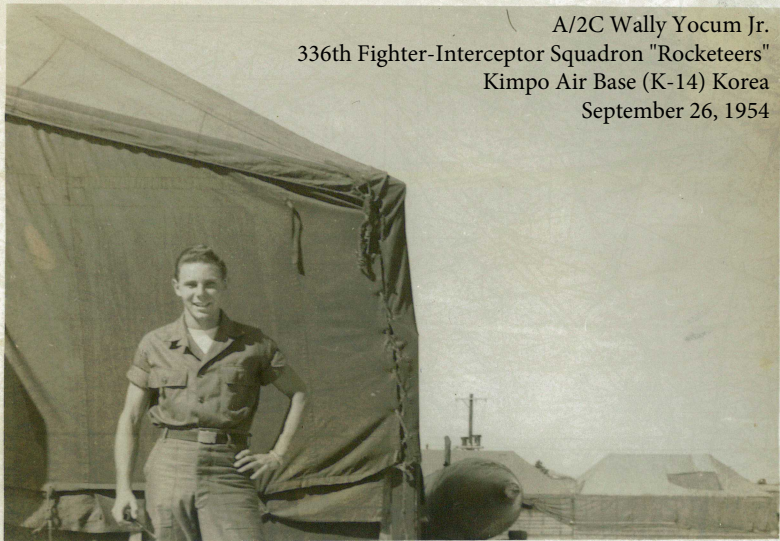 A/2C Wally Yocum Jr.
336th Fighter-Interceptor Squadron "Rocketeers"
Kimpo Air Base (K-14) Korea
September 26, 1954